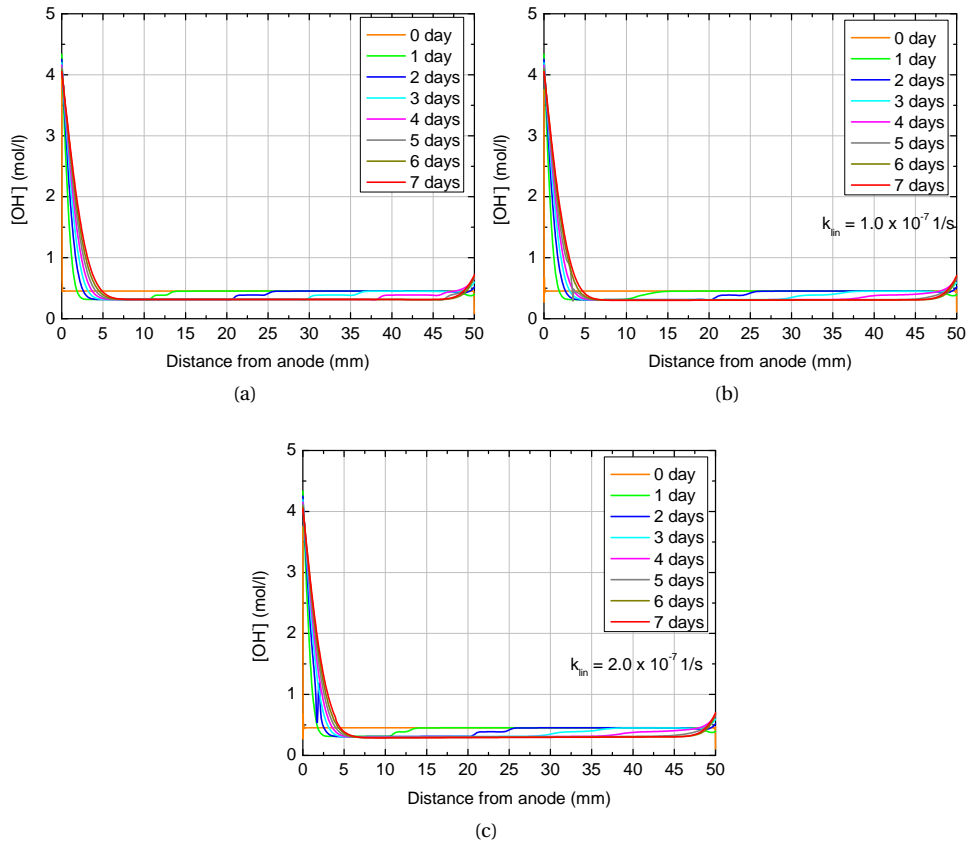 5
4
3
2
1
0
[OH⁻] (mol/l)
0 5 10 15 20 25 30 35 40 45 50
Distance from anode (mm)
0 day
1 day
2 days
3 days
4 days
5 days
6 days
7 days
(a)
5
4
3
2
1
0
[OH⁻] (mol/l)
0 5 10 15 20 25 30 35 40 45 50
Distance from anode (mm)
0 day
1 day
2 days
3 days
4 days
5 days
6 days
7 days
k_lin = 1.0 x 10⁻⁷ 1/s
(b)
5
4
3
2
1
0
[OH⁻] (mol/l)
0 5 10 15 20 25 30 35 40 45 50
Distance from anode (mm)
0 day
1 day
2 days
3 days
4 days
5 days
6 days
7 days
k_lin = 2.0 x 10⁻⁷ 1/s
(c)